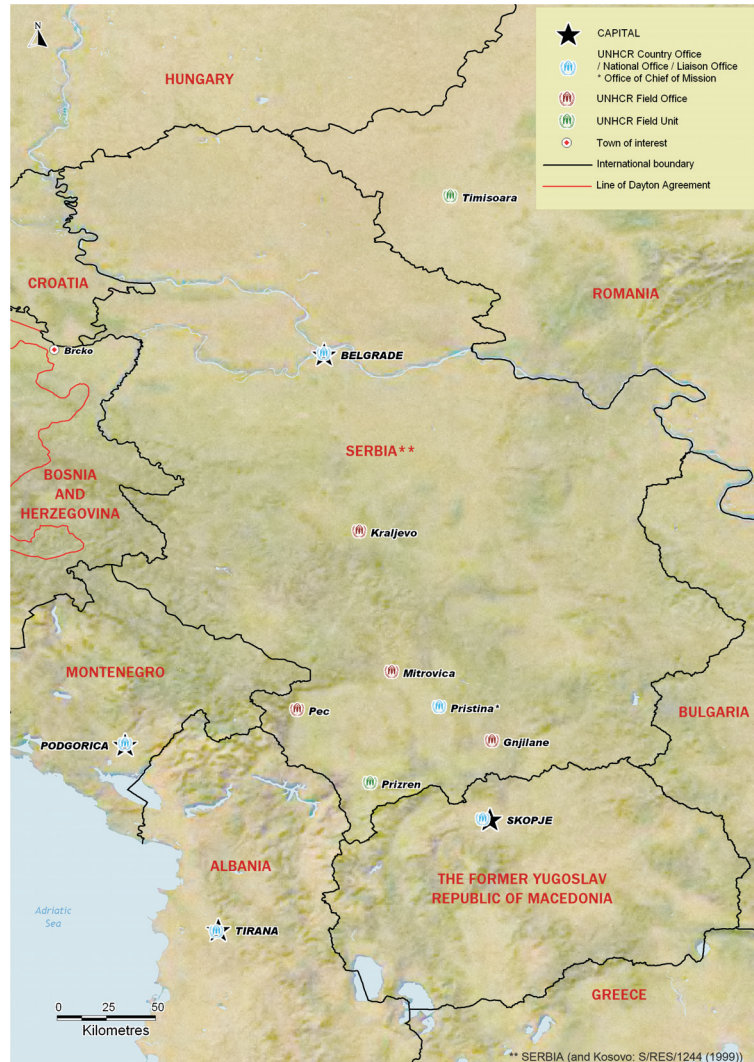 N
CAPITAL
UNHCR Country Office
/ National Office / Liaison Office
* Office of Chief of Mission
UNHCR Field Office
UNHCR Field Unit
Town of interest
International boundary
Line of Dayton Agreement
HUNGARY
Timisoara
CROATIA
ROMANIA
Brcko
BELGRADE
SERBIA**
BOSNIA
AND
HERZEGOVINA
Kraljevo
MONTENEGRO
Mitrovica
Pec
Pristina*
BULGARIA
PODGORICA
Gnjilane
Prizren
SKOPJE
ALBANIA
THE FORMER YUGOSLAV
REPUBLIC OF MACEDONIA
Adriatic
Sea
TIRANA
GREECE
0 25 50
Kilometres
** SERBIA (and Kosovo: S/RES/1244 (1999))